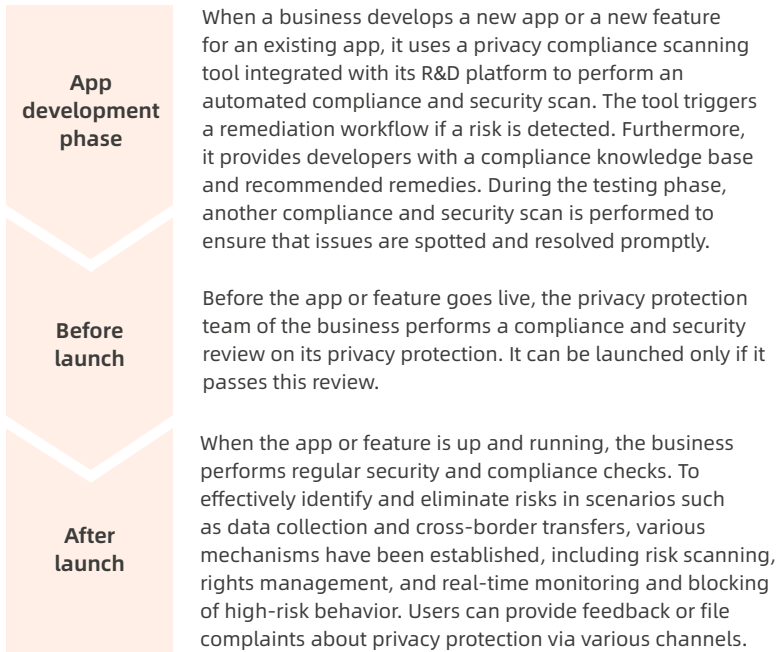 App
development
phase
When a business develops a new app or a new feature
for an existing app, it uses a privacy compliance scanning
tool integrated with its R&D platform to perform an
automated compliance and security scan. The tool triggers
a remediation workflow if a risk is detected. Furthermore,
it provides developers with a compliance knowledge base
and recommended remedies. During the testing phase,
another compliance and security scan is performed to
ensure that issues are spotted and resolved promptly.
Before
launch
Before the app or feature goes live, the privacy protection
team of the business performs a compliance and security
review on its privacy protection. It can be launched only if it
passes this review.
After
launch
When the app or feature is up and running, the business
performs regular security and compliance checks. To
effectively identify and eliminate risks in scenarios such
as data collection and cross-border transfers, various
mechanisms have been established, including risk scanning,
rights management, and real-time monitoring and blocking
of high-risk behavior. Users can provide feedback or file
complaints about privacy protection via various channels.